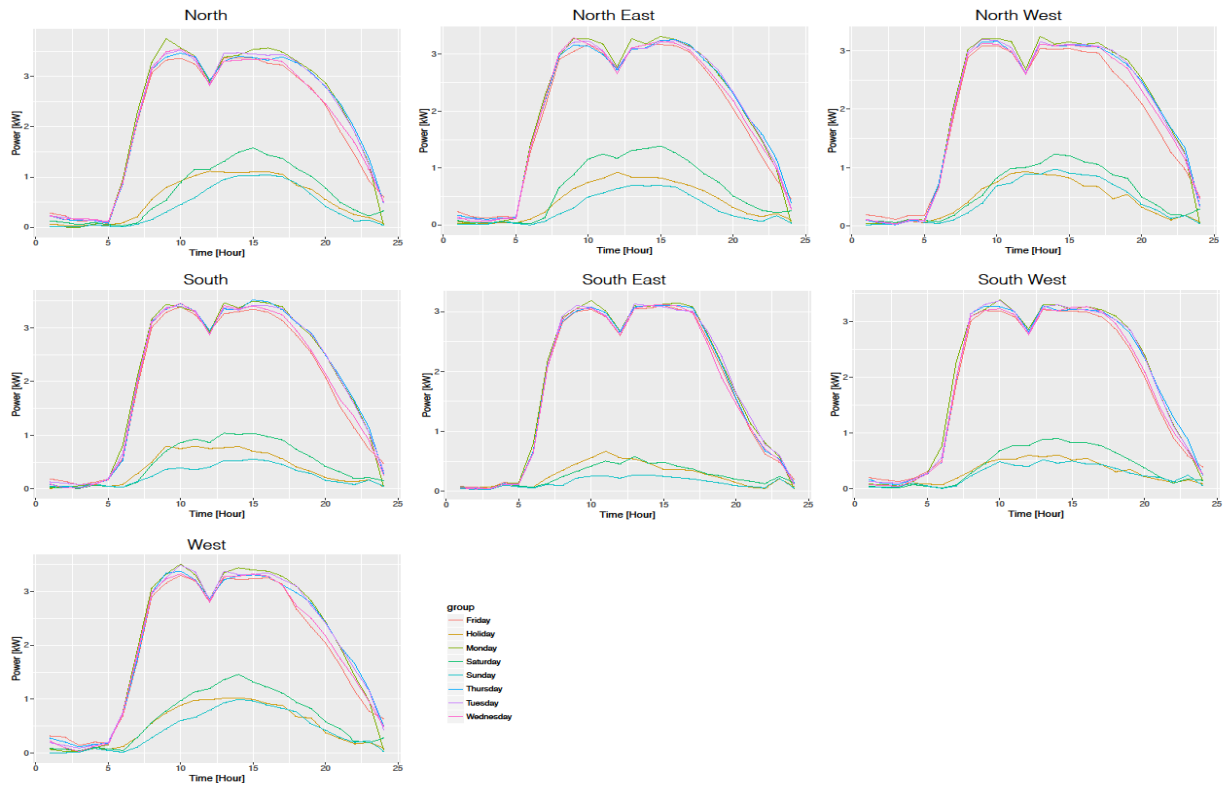 North
Power [kW]
3
2
1
0
0 5 10 15 20 25
Time [Hour]
North East
Power [kW]
3
2
1
0
0 5 10 15 20 25
Time [Hour]
North West
Power [kW]
3
2
1
0
0 5 10 15 20 25
Time [Hour]
South
Power [kW]
3
2
1
0
0 5 10 15 20 25
Time [Hour]
South East
Power [kW]
3
2
1
0
0 5 10 15 20 25
Time [Hour]
South West
Power [kW]
3
2
1
0
0 5 10 15 20 25
Time [Hour]
West
Power [kW]
3
2
1
0
0 5 10 15 20 25
Time [Hour]
group
Friday
Holiday
Monday
Saturday
Sunday
Thursday
Tuesday
Wednesday